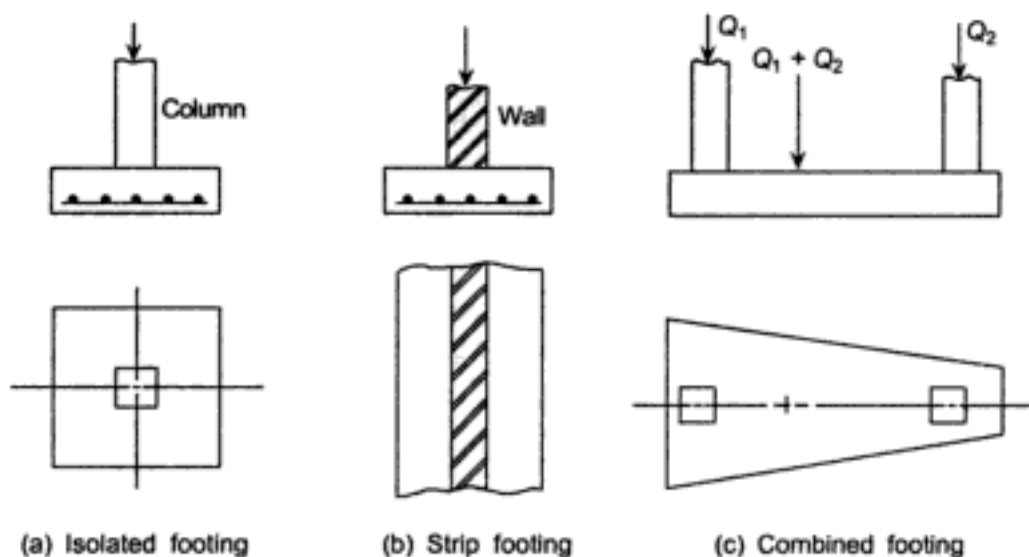 Column
Wall
Q1
Q1 + Q2
Q2
(a) Isolated footing
(b) Strip footing
(c) Combined footing